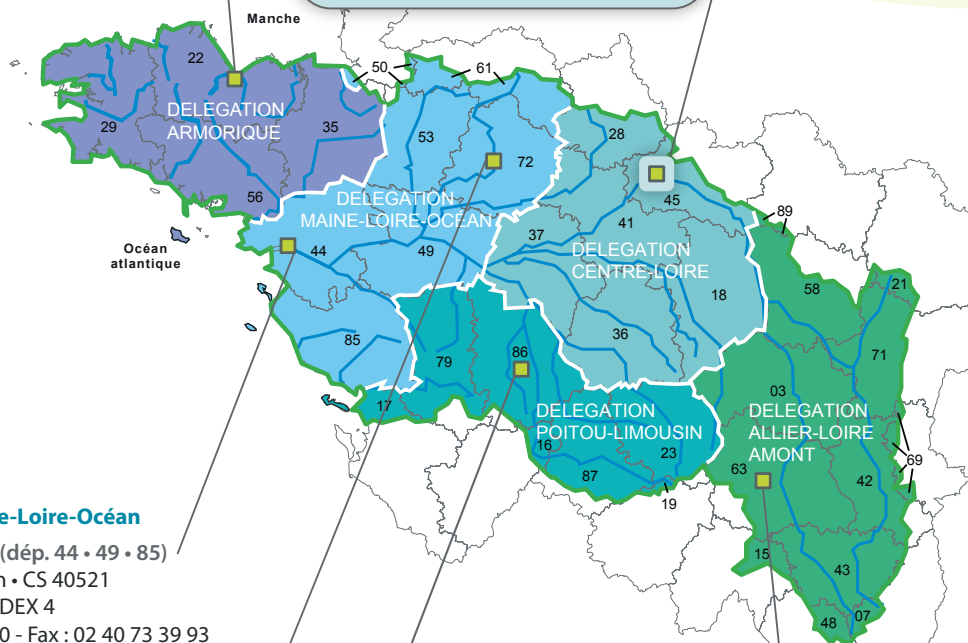 Manche
22
50
61
DELEGATION
ARMORIQUE
29
35
53
72
28
56
DELEGATION
MAINE-LOIRE-OCÉAN
45
41
89
37
Océan
atlantique
44
49
DELEGATION
CENTRE-LOIRE
18
58
21
85
36
79
86
71
03
17
DELEGATION
POITOU-LIMOUSIN
DELEGATION
ALLIER-LOIRE
AMONT
16
23
63
69
87
42
19
e-Loire-Océan
(dép. 44 • 49 • 85)
n • CS 40521
DEX 4
0 - Fax : 02 40 73 39 93
15
43
48
07